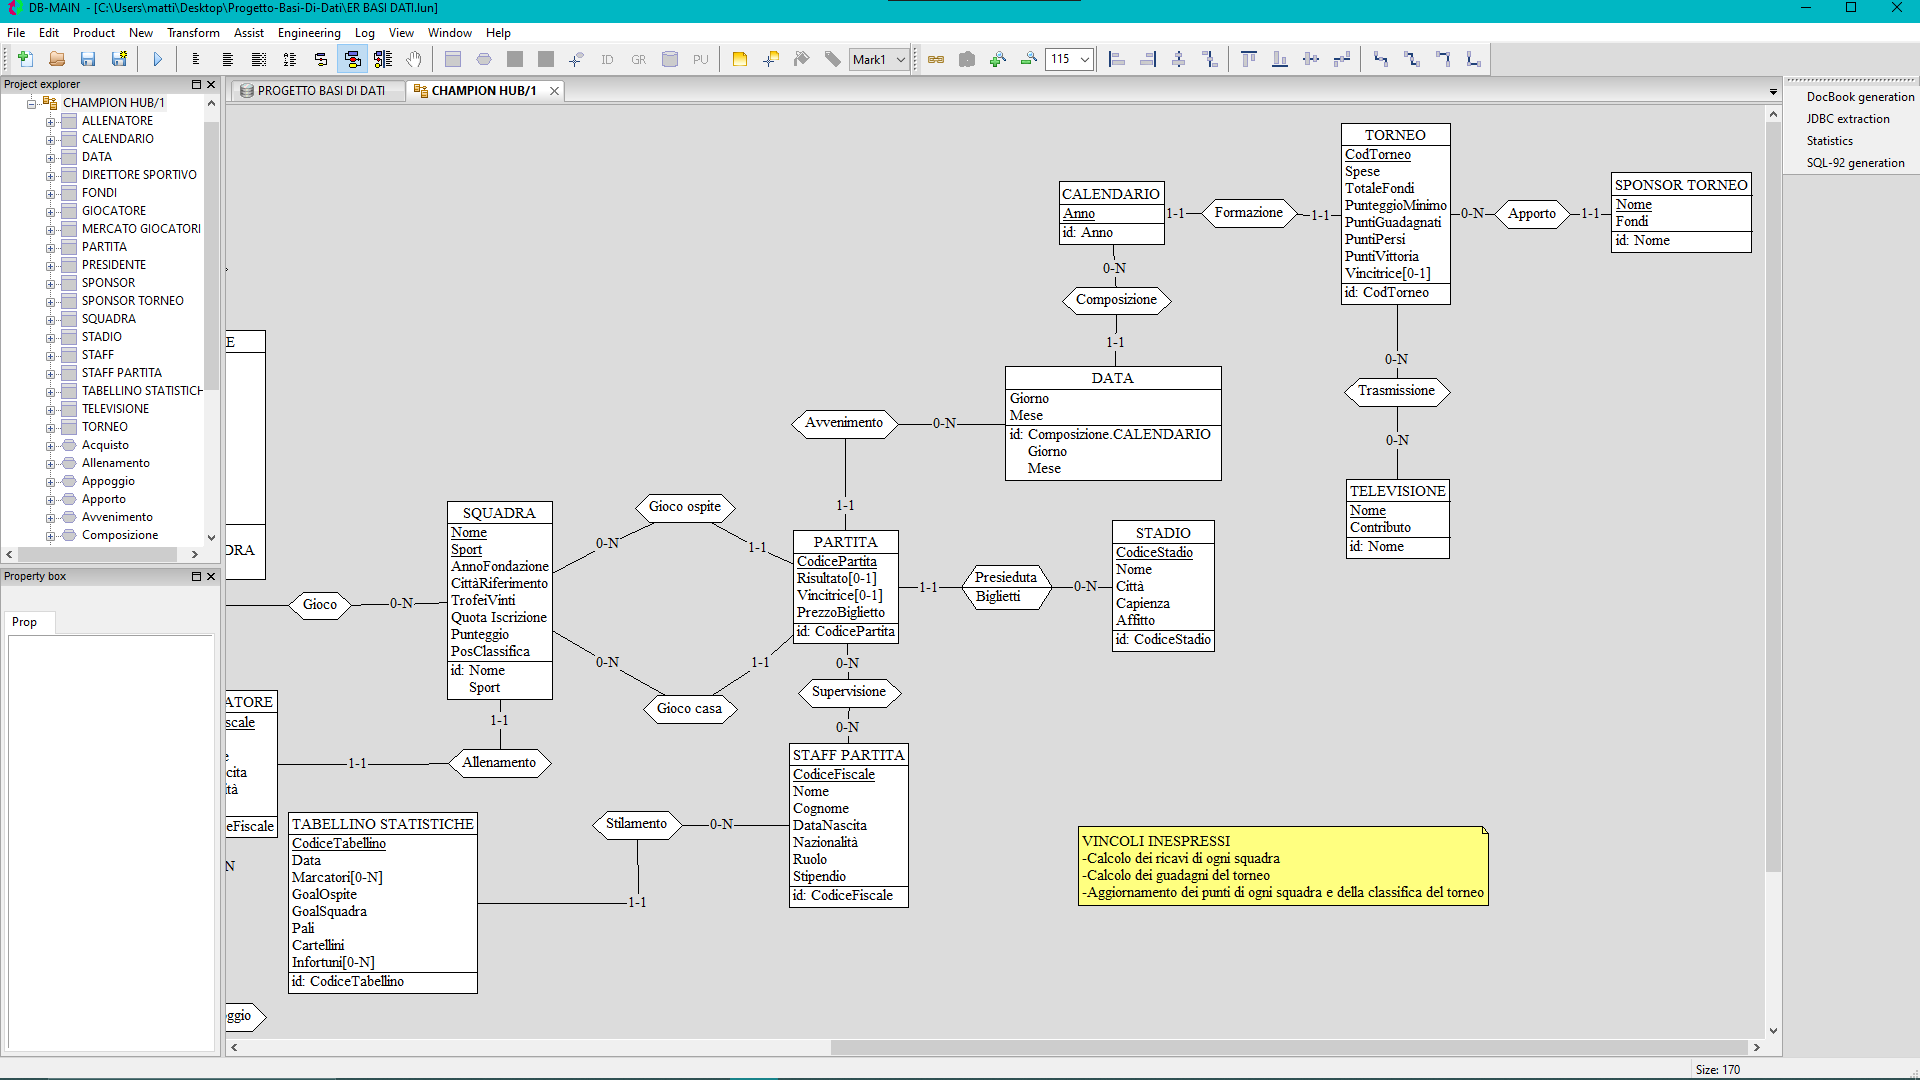 DB-MAIN - [C:\Users\matti\Desktop\Progetto-Basi-Di-Dati\ER BASI DATI.lun]
File Edit Product New Transform Assist Engineering Log View Window Help
ID GR PU Mark1 115
Project explorer
CHAMPION HUB/1
ALLENATORE
CALENDARIO
DATA
DIRETTORE SPORTIVO
FONDI
GIOCATORE
MERCATO GIOCATORI
PARTITA
PRESIDENTE
SPONSOR
SPONSOR TORNEO
SQUADRA
STADIO
STAFF
STAFF PARTITA
TABELLINO STATISTICH
TELEVISIONE
TORNEO
Acquisto
Allenamento
Appoggio
Apporto
Avvenimento
Composizione
Property box
Prop
PROGETTO BASI DI DATI
CHAMPION HUB/1
DocBook generation
JDBC extraction
Statistics
SQL-92 generation
CALENDARIO
Anno
id: Anno
1-1
Formazione
1-1
TORNEO
CodTorneo
Spese
TotaleFondi
PunteggioMinimo
PuntiGuadagnati
PuntiPersi
PuntiVittoria
Vincitrice[0-1]
id: CodTorneo
0-N
Apporto
1-1
SPONSOR TORNEO
Nome
Fondi
id: Nome
0-N
Composizione
1-1
DATA
Giorno
Mese
id: Composizione.CALENDARIO
Giorno
Mese
0-N
Trasmissione
0-N
TELEVISIONE
Nome
Contributo
id: Nome
Avvenimento
0-N
1-1
E
DRA
Gioco
0-N
SQUADRA
Nome
Sport
AnnoFondazione
CittàRiferimento
TrofeiVinti
Quota Iscrizione
Punteggio
PosClassifica
id: Nome
Sport
0-N
Gioco ospite
1-1
0-N
Gioco casa
1-1
PARTITA
CodicePartita
Risultato[0-1]
Vincitrice[0-1]
PrezzoBiglietto
id: CodicePartita
1-1
Presieduta
Biglietti
0-N
STADIO
CodiceStadio
Nome
Città
Capienza
Affitto
id: CodiceStadio
0-N
Supervisione
0-N
STAFF PARTITA
CodiceFiscale
Nome
Cognome
DataNascita
Nazionalità
Ruolo
Stipendio
id: CodiceFiscale
1-1
Allenamento
1-1
ATORE
scale
e
cita
ità
eFiscale
N
TABELLINO STATISTICHE
CodiceTabellino
Data
Marcatori[0-N]
GoalOspite
GoalSquadra
Pali
Cartellini
Infortuni[0-N]
id: CodiceTabellino
Stilamento
0-N
1-1
ggio
VINCOLI INESPRESSI
-Calcolo dei ricavi di ogni squadra
-Calcolo dei guadagni del torneo
-Aggiornamento dei punti di ogni squadra e della classifica del torneo
Size: 170